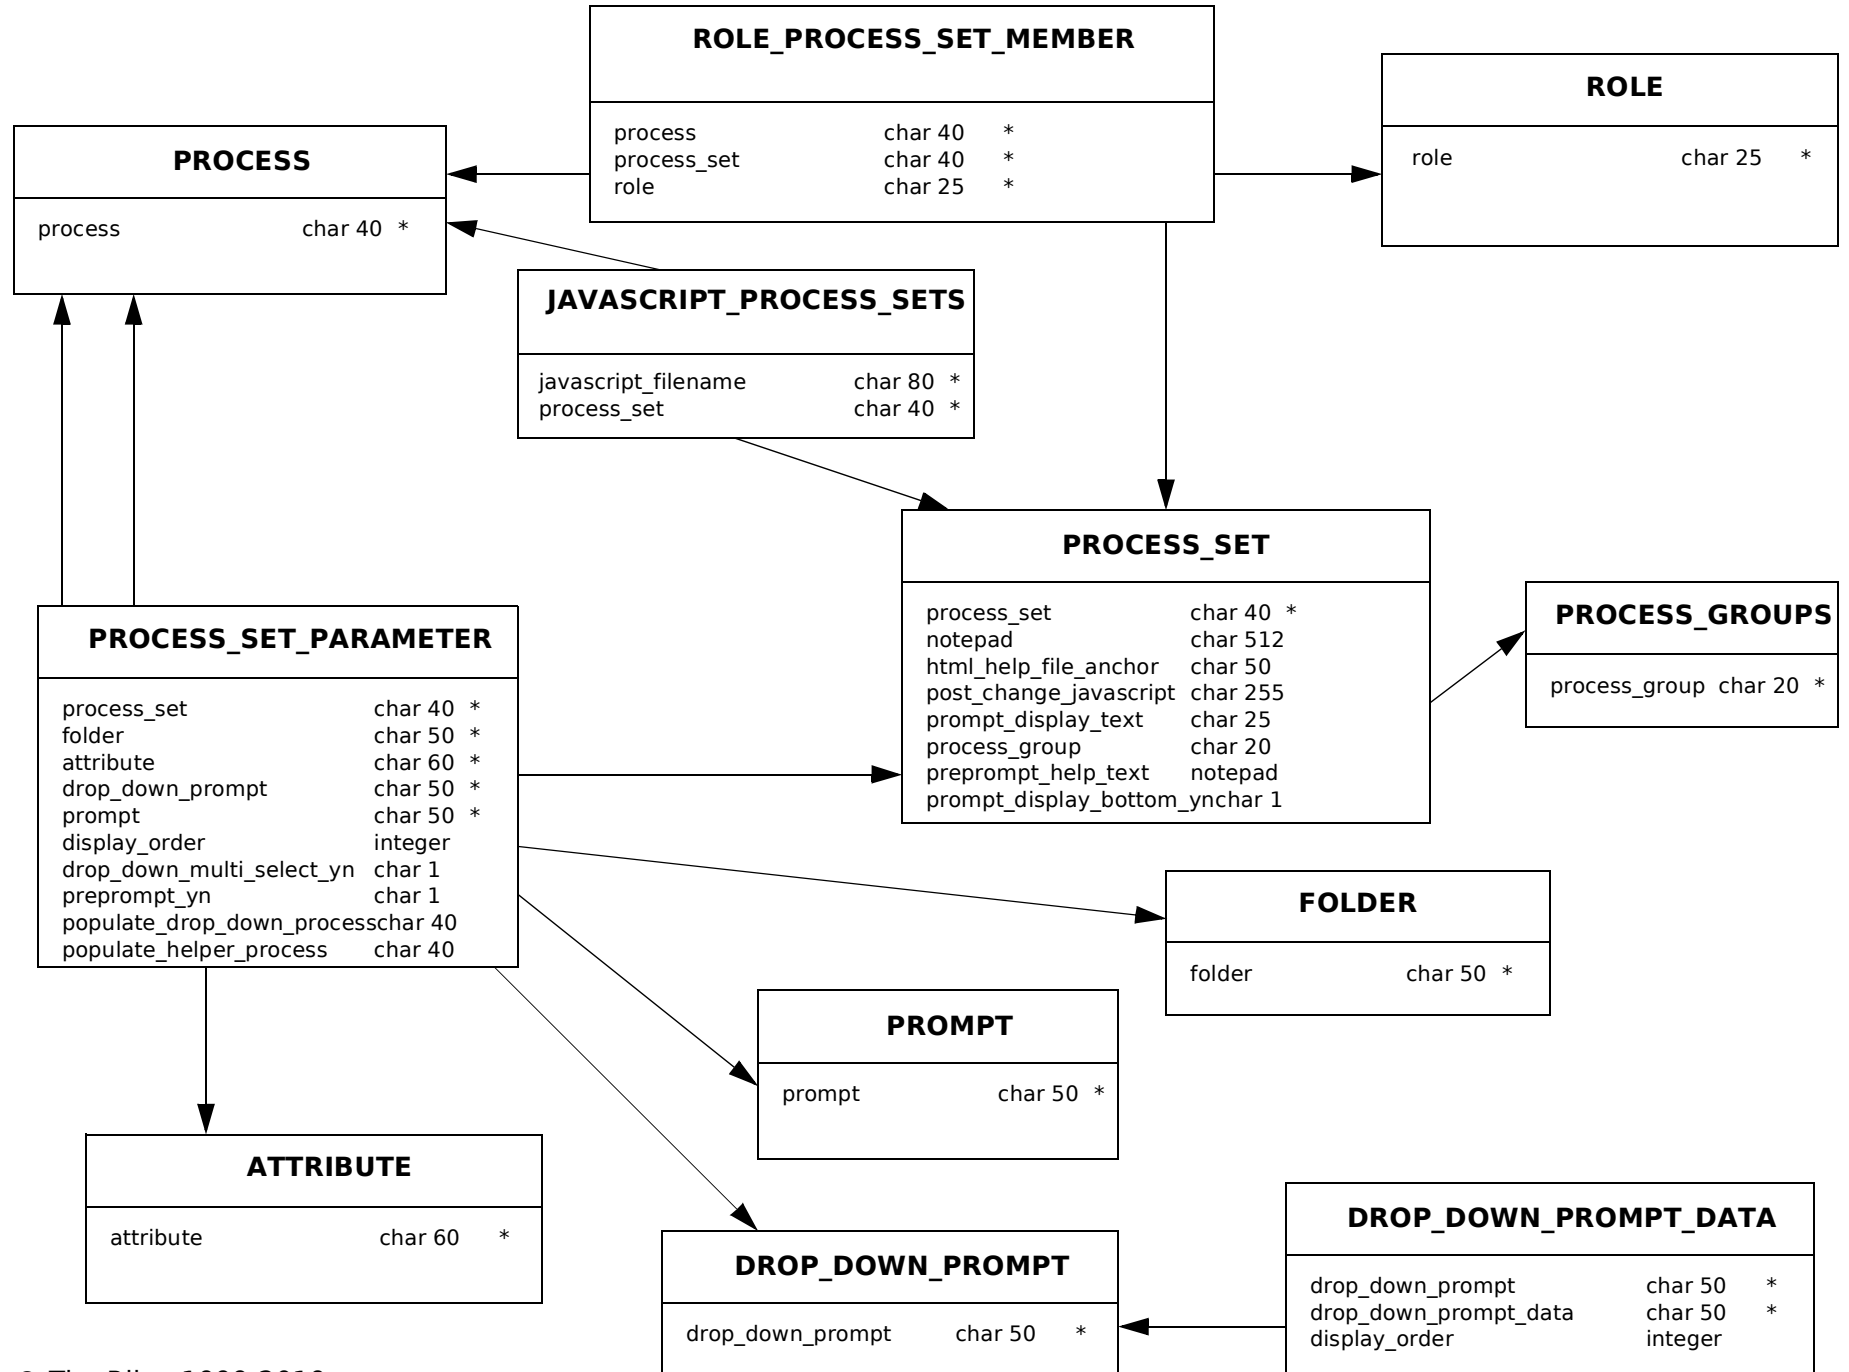 ROLE_PROCESS_SET_MEMBER
process char 40 *
process_set char 40 *
role char 25 *
ROLE
role char 25 *
PROCESS
process char 40 *
JAVASCRIPT_PROCESS_SETS
javascript_filename char 80 *
process_set char 40 *
PROCESS_SET
process_set char 40 *
notepad char 512
html_help_file_anchor char 50
post_change_javascript char 255
prompt_display_text char 25
process_group char 20
preprompt_help_text notepad
prompt_display_bottom_ynchar 1
PROCESS_GROUPS
process_group char 20 *
PROCESS_SET_PARAMETER
process_set char 40 *
folder char 50 *
attribute char 60 *
drop_down_prompt char 50 *
prompt char 50 *
display_order integer
drop_down_multi_select_yn char 1
preprompt_yn char 1
populate_drop_down_processchar 40
populate_helper_process char 40
FOLDER
folder char 50 *
PROMPT
prompt char 50 *
ATTRIBUTE
attribute char 60 *
DROP_DOWN_PROMPT
drop_down_prompt char 50 *
DROP_DOWN_PROMPT_DATA
drop_down_prompt char 50 *
drop_down_prompt_data char 50 *
display_order integer